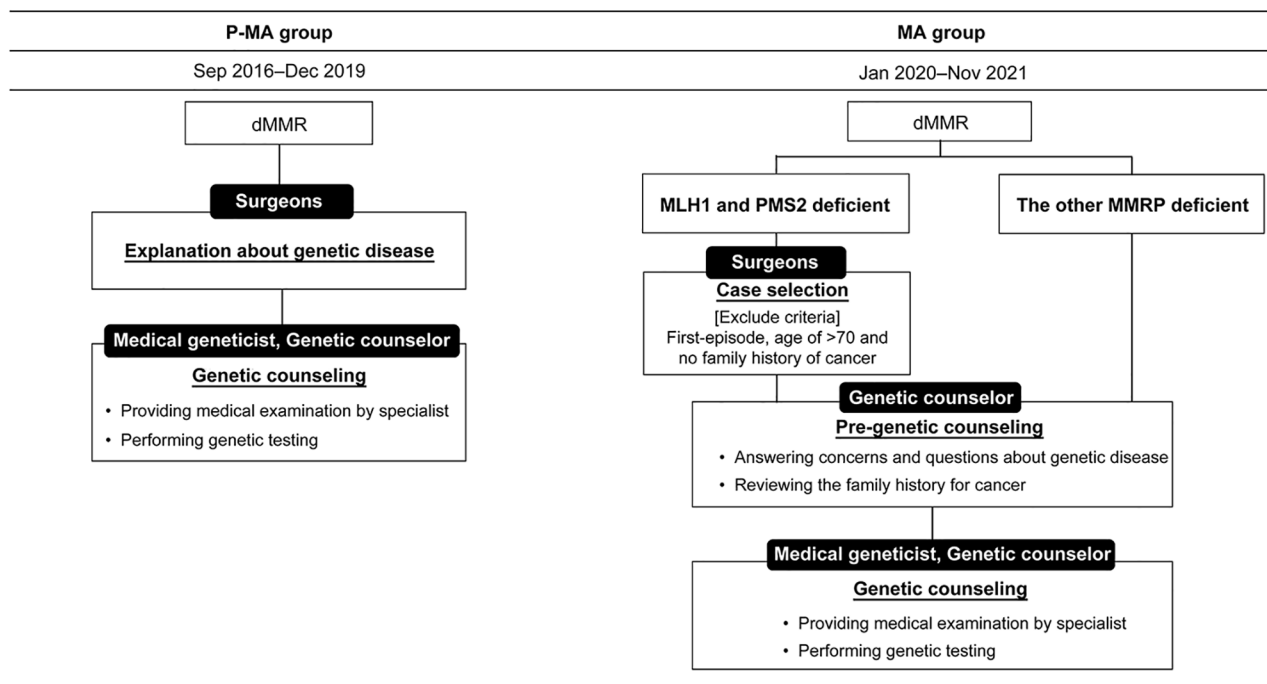 P-MA group
Sep 2016–Dec 2019
dMMR
Surgeons
Explanation about genetic disease
Medical geneticist, Genetic counselor
Genetic counseling
• Providing medical examination by specialist
• Performing genetic testing
MA group
Jan 2020–Nov 2021
dMMR
MLH1 and PMS2 deficient
The other MMRP deficient
Surgeons
Case selection
[Exclude criteria]
First-episode, age of >70 and
no family history of cancer
Genetic counselor
Pre-genetic counseling
• Answering concerns and questions about genetic disease
• Reviewing the family history for cancer
Medical geneticist, Genetic counselor
Genetic counseling
• Providing medical examination by specialist
• Performing genetic testing